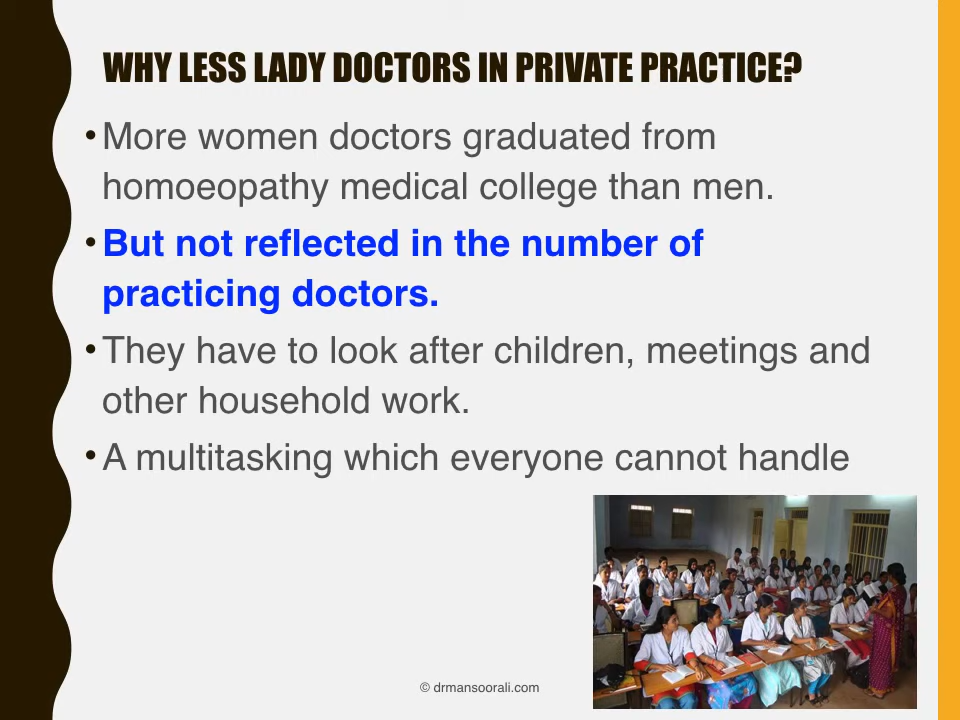 WHY LESS LADY DOCTORS IN PRIVATE PRACTICE?
• More women doctors graduated from
homoeopathy medical college than men.
• But not reflected in the number of
practicing doctors.
• They have to look after children, meetings and
other household work.
• A multitasking which everyone cannot handle
© drmansoorali.com